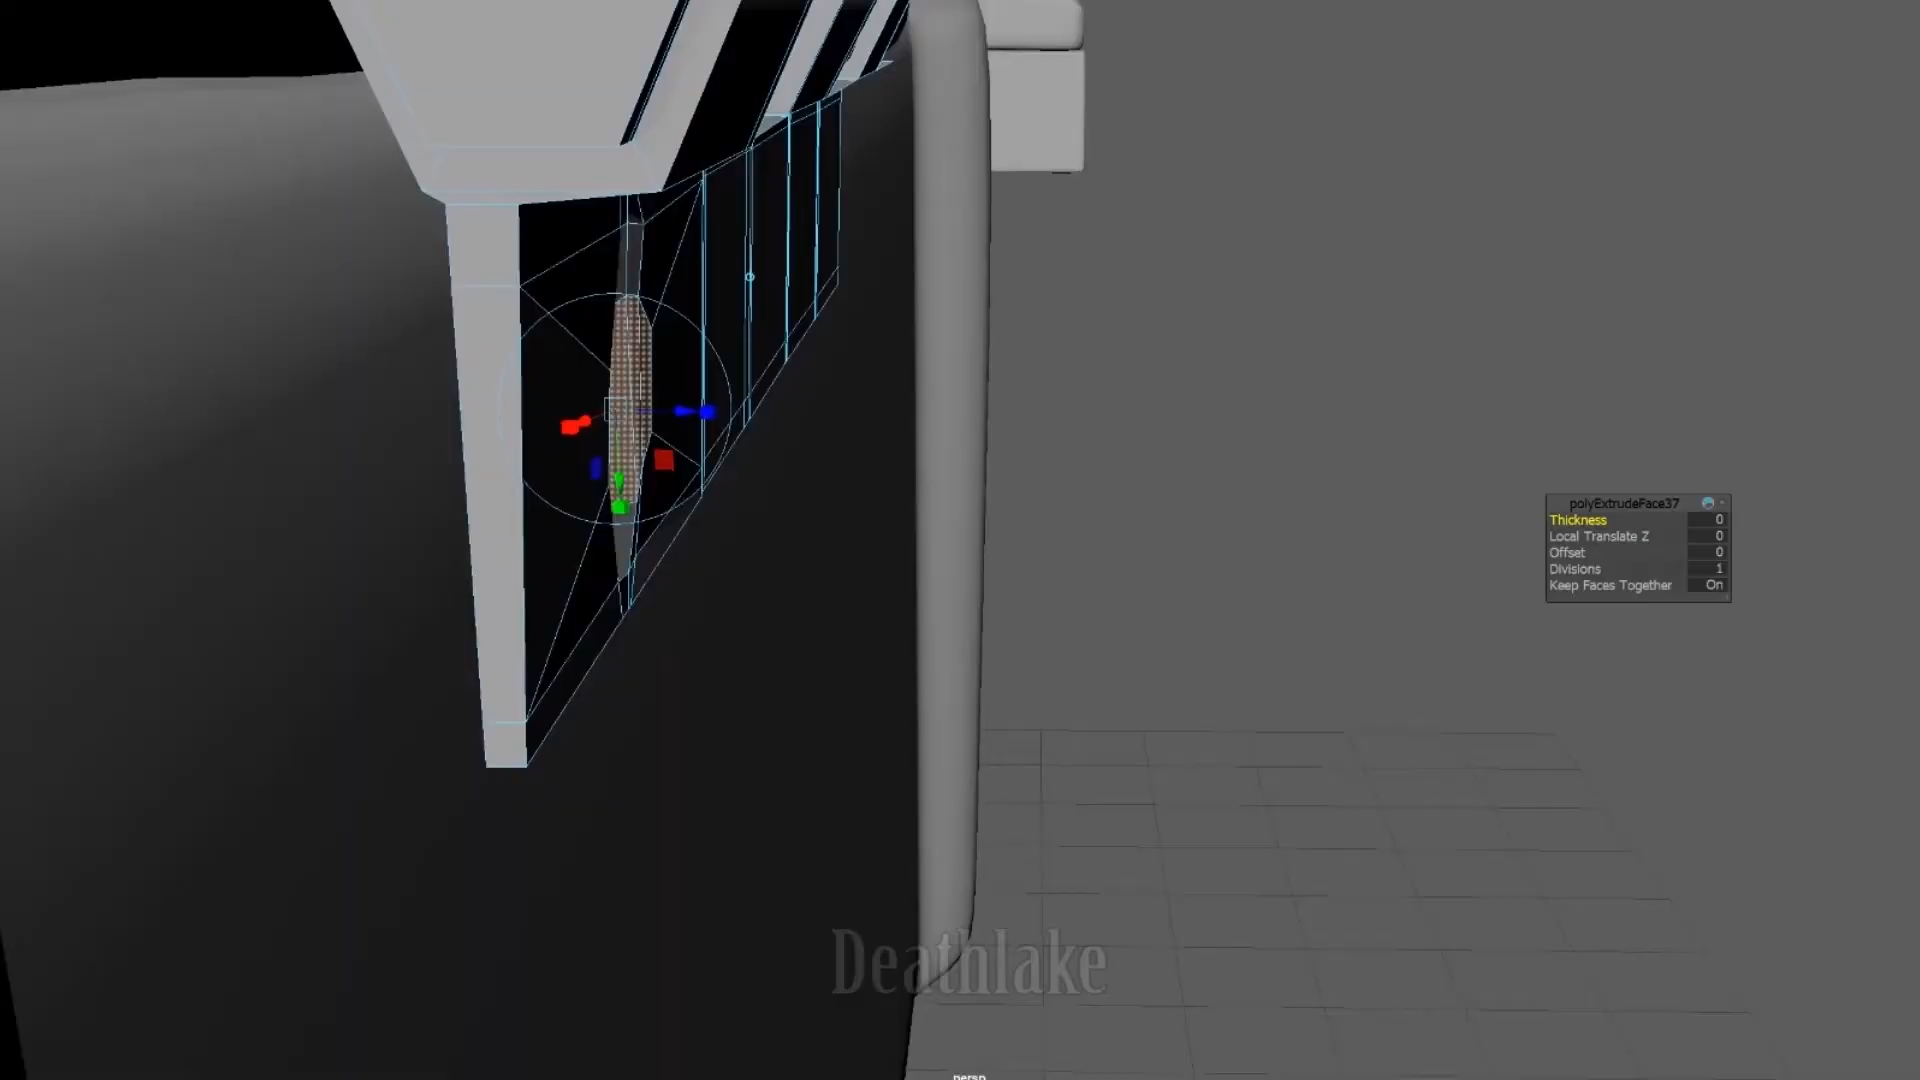 polyExtrudeFace37
Thickness 0
Local Translate Z 0
Offset 0
Divisions 1
Keep Faces Together On
Deathlake
persp